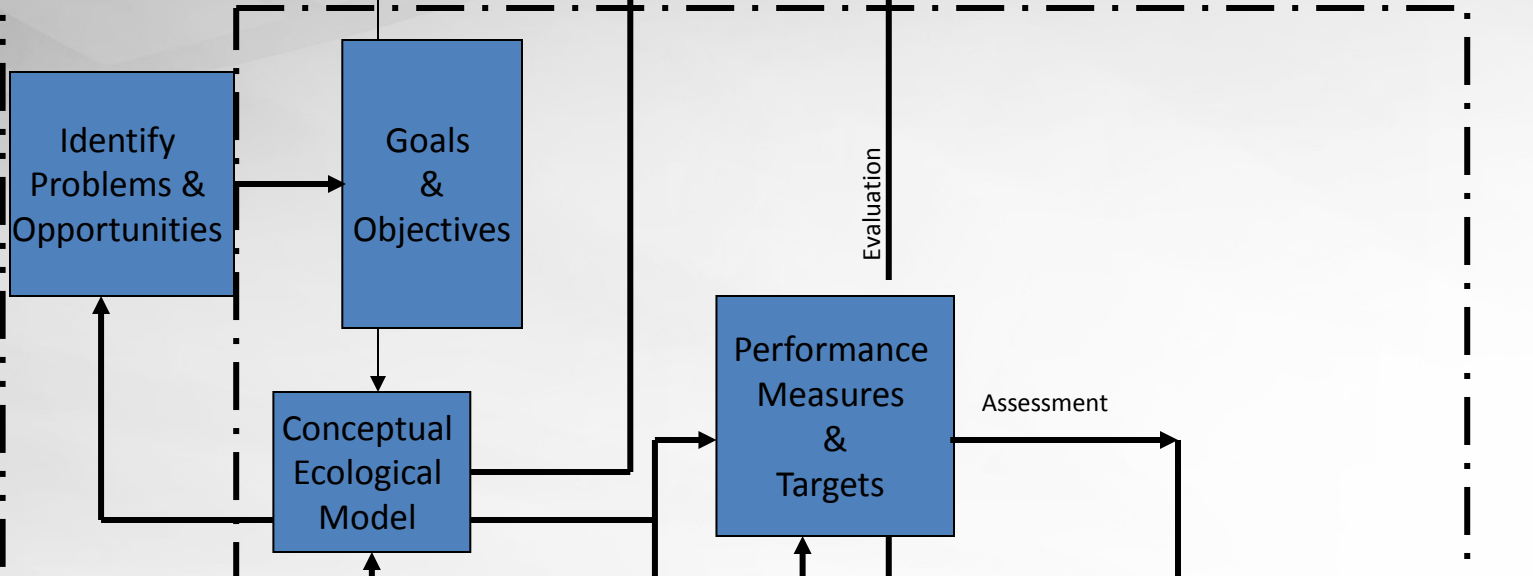 Identify
Problems &
Opportunities
Goals
&
Objectives
Evaluation
Conceptual
Ecological
Model
Performance
Measures
&
Targets
Assessment